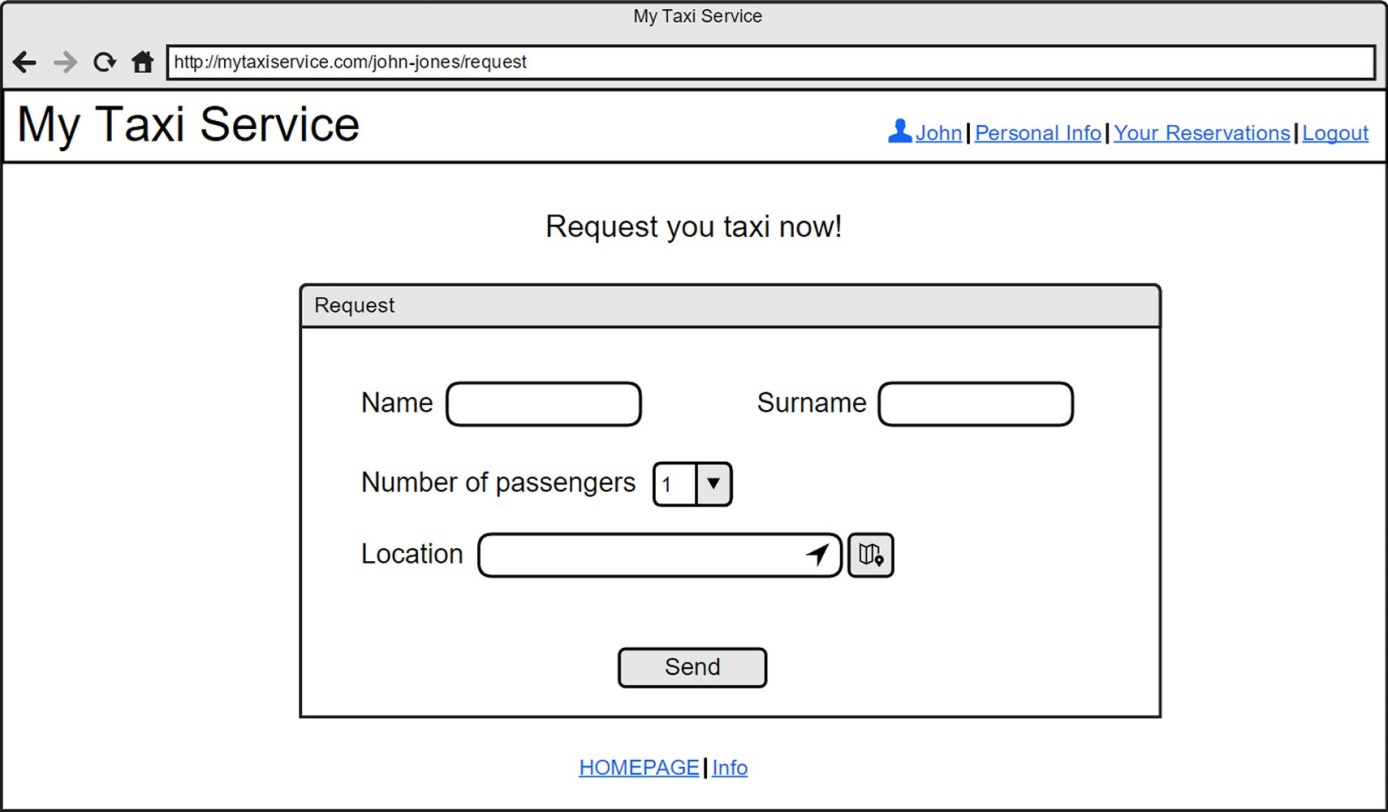 My Taxi Service
http://mytaxiservice.com/john-jones/request
My Taxi Service
John | Personal Info | Your Reservations | Logout
Request you taxi now!
Request
Name Surname
Number of passengers 1
Location
Send
HOMEPAGE | Info